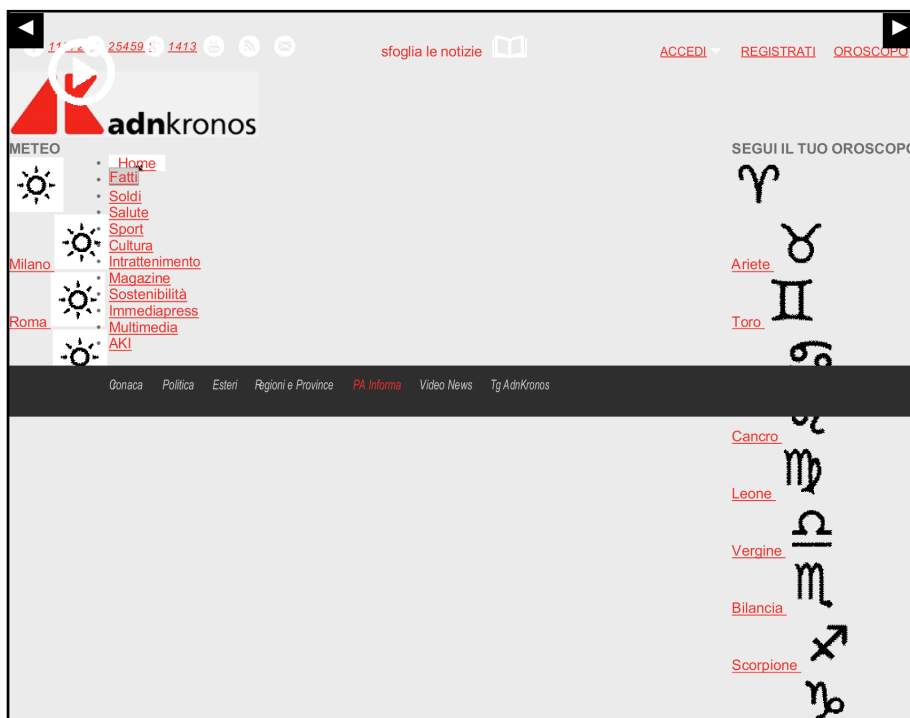 25459 1413
sfoglia le notizie
ACCEDI REGISTRATI OROSCOPO
adnkronos
METEO
SEGUI IL TUO OROSCOPO
Home
Fatti
Soldi
Salute
Sport
Cultura
Milano
Intrattenimento
Ariete
Magazine
Sostenibilità
Immediapress
Roma
Toro
Multimedia
AKI
Cronaca Politica Esteri Regioni e Province PA Informa Video News Tg AdnKronos
Cancro
Leone
Vergine
Bilancia
Scorpione